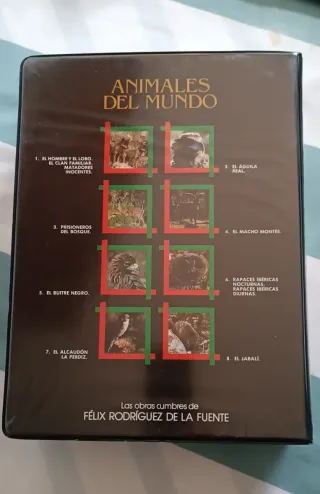 ANIMALES
DEL MUNDO
1. EL HOMBRE Y EL LOBO.
EL CLAN FAMILIAR.
MATADORES
INOCENTES.
2. EL ÁGUILA
REAL.
3. PRISIONEROS
DEL BOSQUE.
4. EL MACHO MONTÉS.
5. EL BUITRE NEGRO.
6. RAPACES IBÉRICAS
NOCTURNAS.
RAPACES IBÉRICAS
DIURNAS.
7. EL ALCAUDÓN
LA PERDIZ.
8. EL JABALÍ.
Las obras cumbres de
FÉLIX RODRÍGUEZ DE LA FUENTE